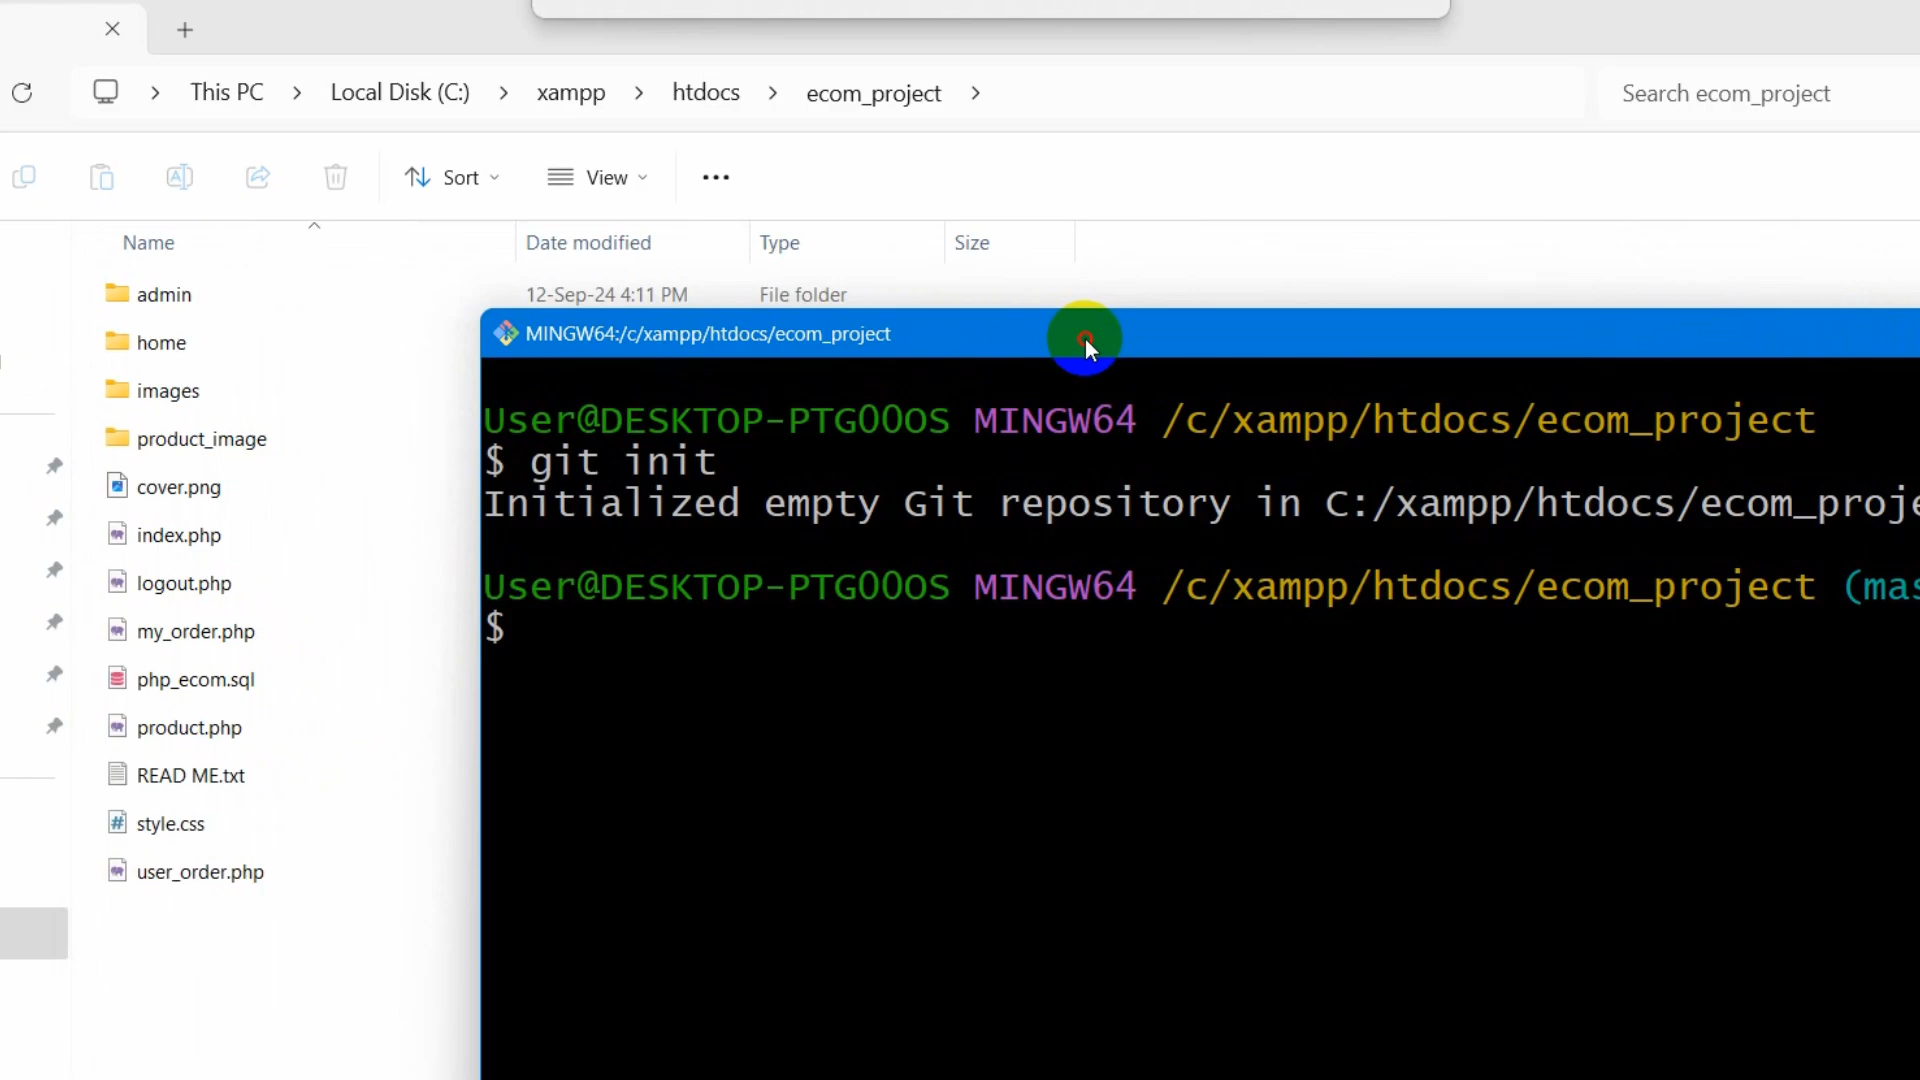 This PC > Local Disk (C:) > xampp > htdocs > ecom_project >
Search ecom_project
Sort
View
Name
Date modified
Type
Size
admin
12-Sep-24 4:11 PM
File folder
home
images
product_image
cover.png
index.php
logout.php
my_order.php
php_ecom.sql
product.php
READ ME.txt
style.css
user_order.php
MINGW64:/c/xampp/htdocs/ecom_project
User@DESKTOP-PTG0O0S MINGW64 /c/xampp/htdocs/ecom_project
$ git init
Initialized empty Git repository in C:/xampp/htdocs/ecom_proje
User@DESKTOP-PTG0O0S MINGW64 /c/xampp/htdocs/ecom_project (mas
$